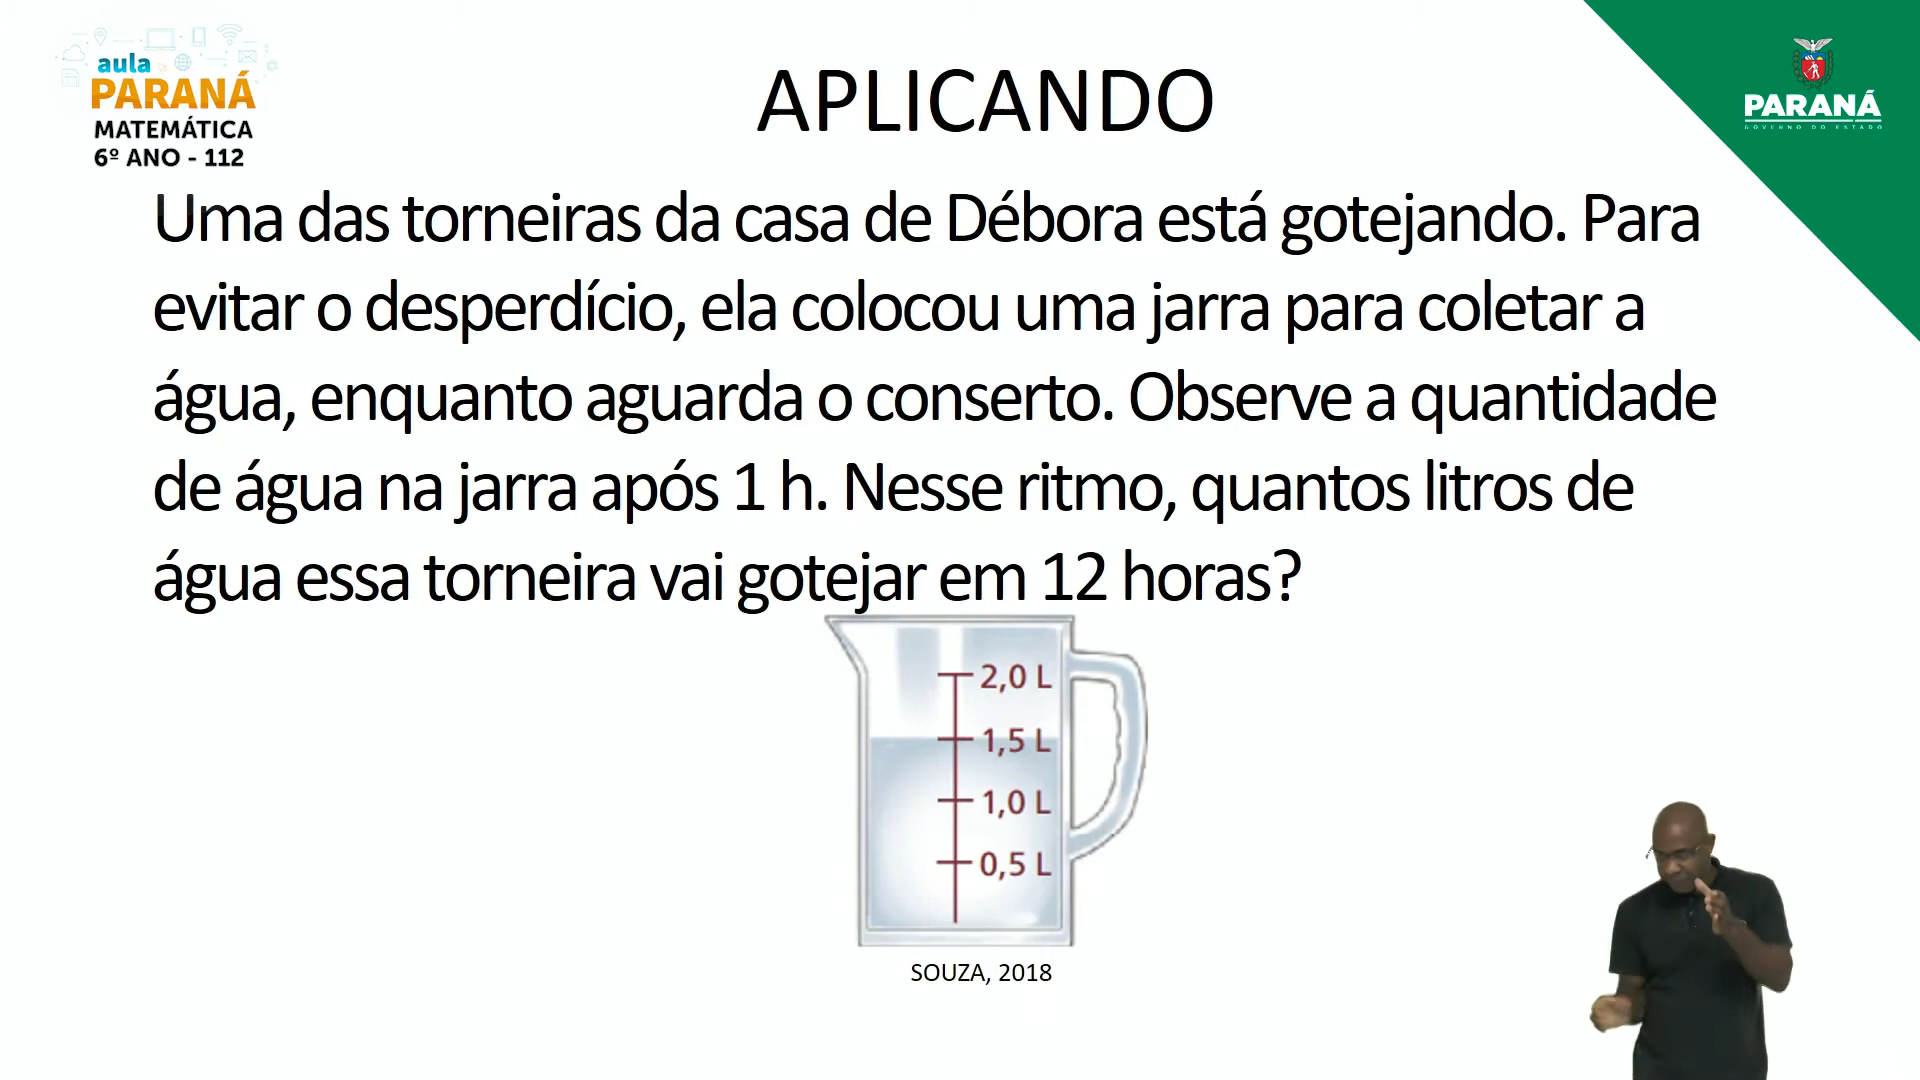 aula
PARANÁ
MATEMÁTICA
6º ANO - 112
APLICANDO
PARANÁ
GOVERNO DO ESTADO
Uma das torneiras da casa de Débora está gotejando. Para
evitar o desperdício, ela colocou uma jarra para coletar a
água, enquanto aguarda o conserto. Observe a quantidade
de água na jarra após 1 h. Nesse ritmo, quantos litros de
água essa torneira vai gotejar em 12 horas?
2,0 L
1,5 L
1,0 L
0,5 L
SOUZA, 2018